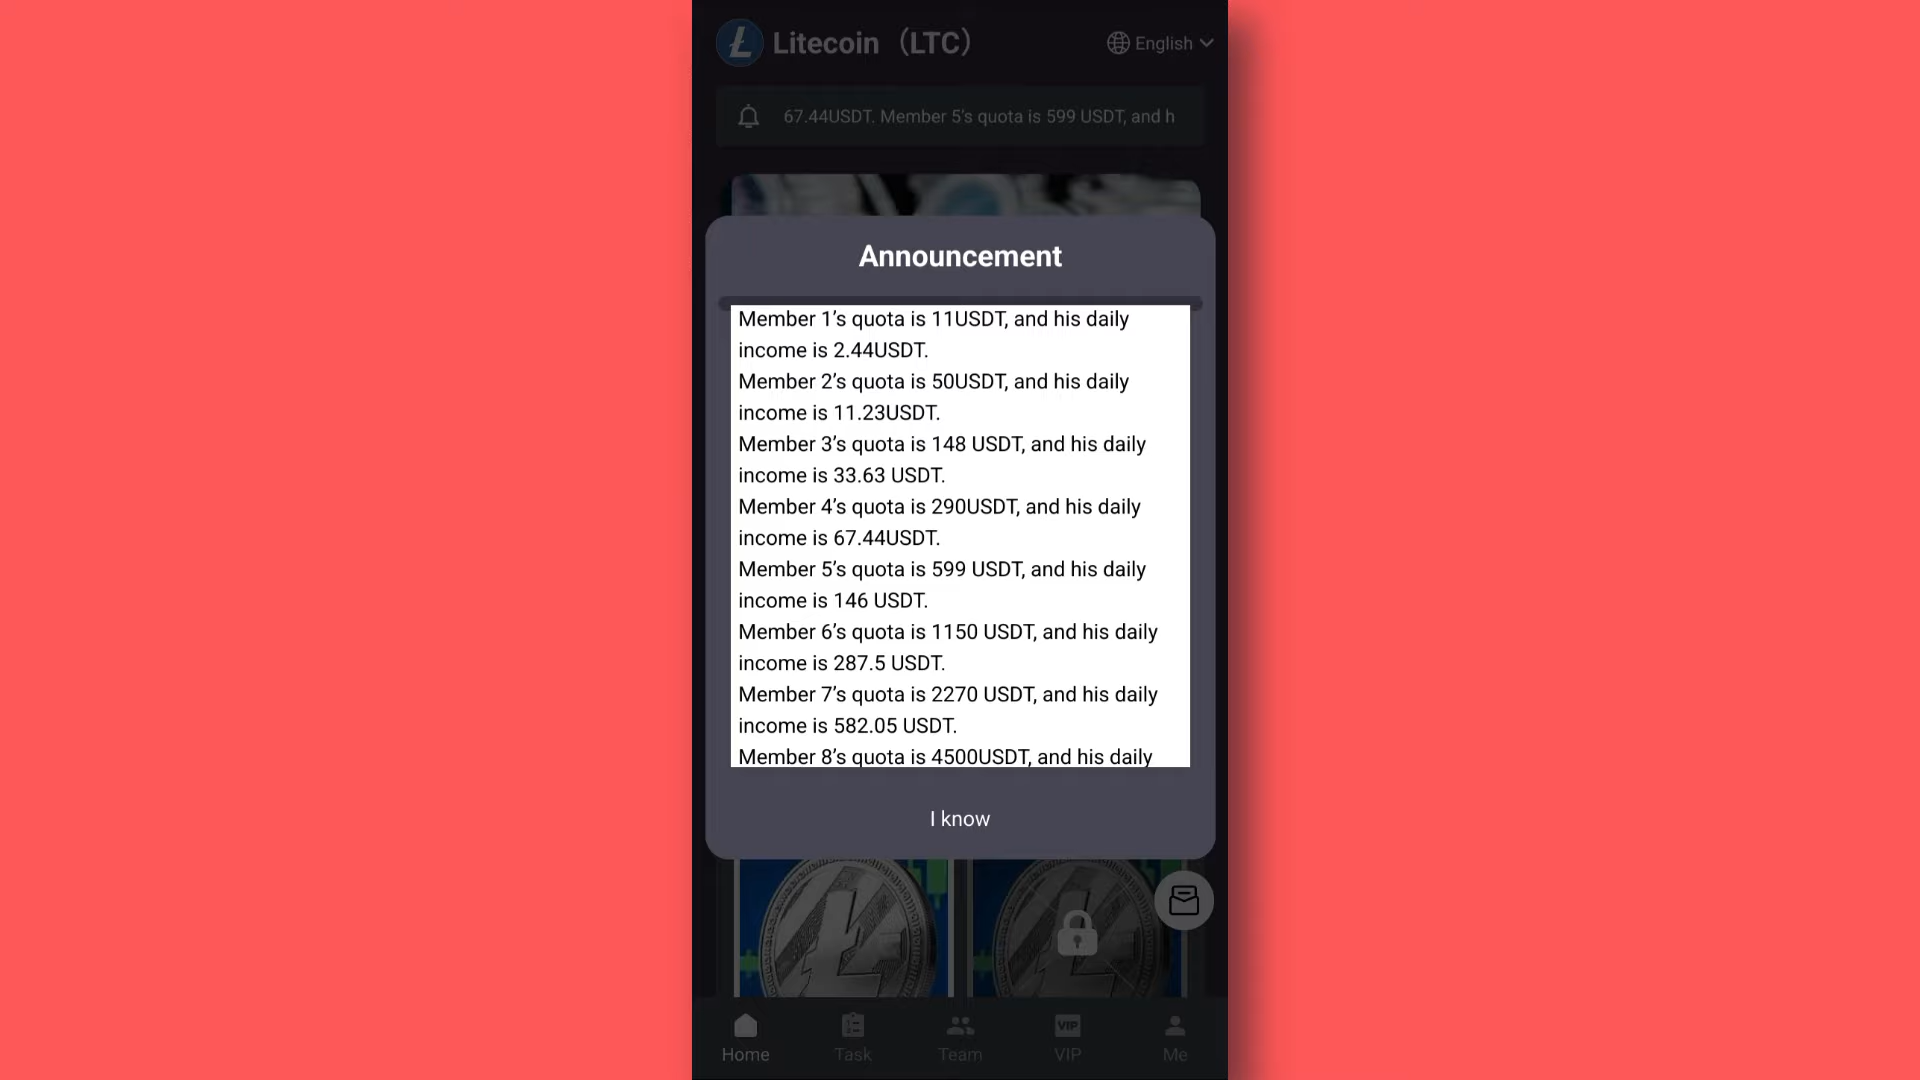 Litecoin (LTC)
English
67.44USDT. Member 5's quota is 599 USDT, and h
Announcement
Member 1's quota is 11USDT, and his daily
income is 2.44USDT.
Member 2's quota is 50USDT, and his daily
income is 11.23USDT.
Member 3's quota is 148 USDT, and his daily
income is 33.63 USDT.
Member 4's quota is 290USDT, and his daily
income is 67.44USDT.
Member 5's quota is 599 USDT, and his daily
income is 146 USDT.
Member 6's quota is 1150 USDT, and his daily
income is 287.5 USDT.
Member 7's quota is 2270 USDT, and his daily
income is 582.05 USDT.
Member 8's quota is 4500USDT, and his daily
I know
VIP
Home Task Team VIP Me